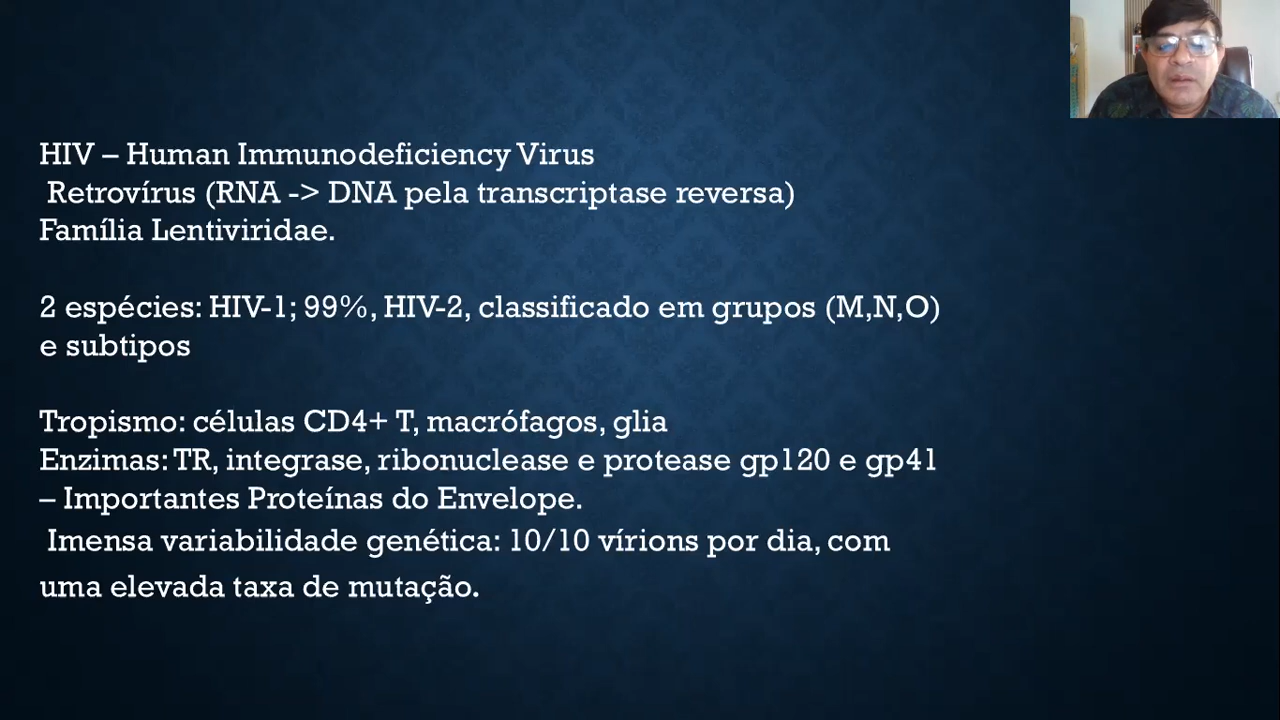 HIV – Human Immunodeficiency Virus
Retrovírus (RNA -> DNA pela transcriptase reversa)
Família Lentiviridae.
2 espécies: HIV-1; 99%, HIV-2, classificado em grupos (M,N,O)
e subtipos
Tropismo: células CD4+ T, macrófagos, glia
Enzimas: TR, integrase, ribonuclease e protease gp120 e gp41
– Importantes Proteínas do Envelope.
Imensa variabilidade genética: 10/10 vírions por dia, com
uma elevada taxa de mutação.